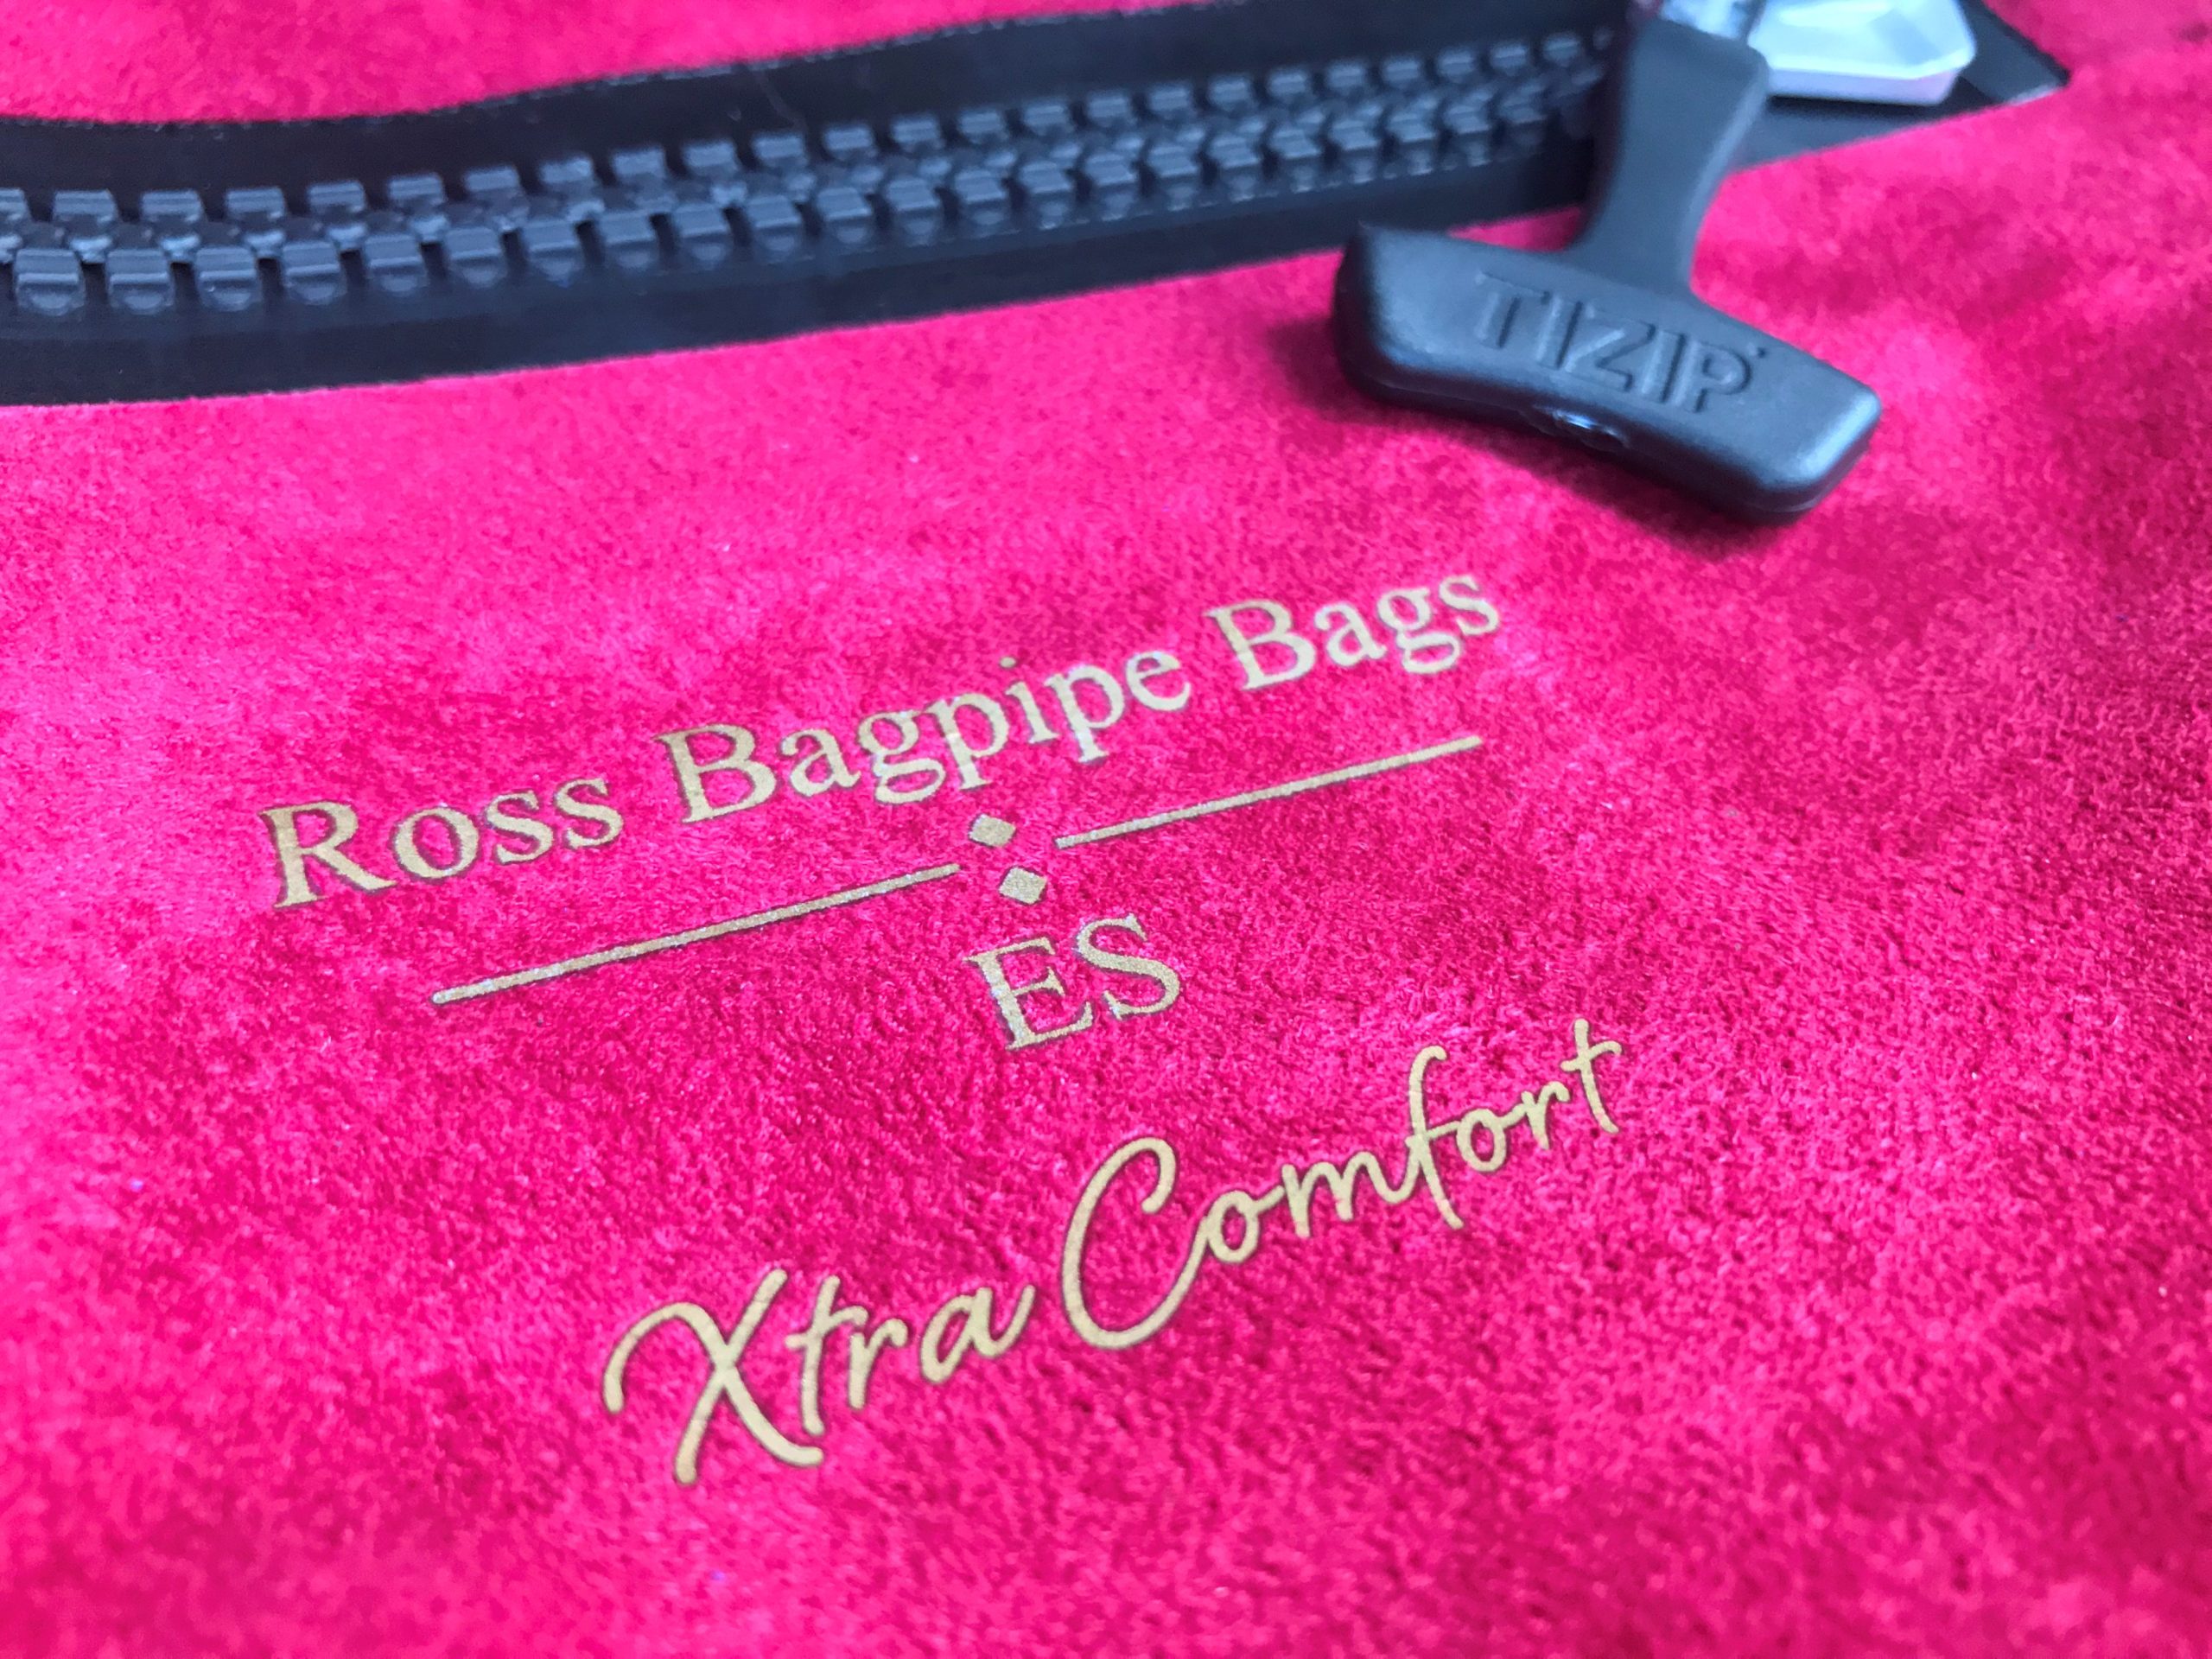 TIZIP
Ross Bagpipe Bags
ES
Xtra Comfort